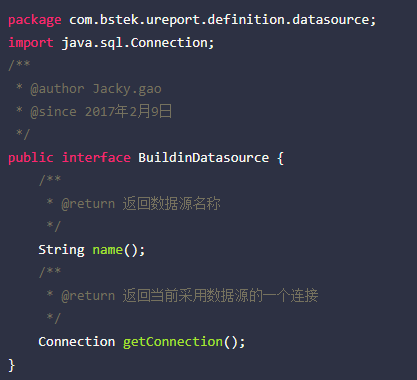 package com.bstek.ureport.definition.datasource;
import java.sql.Connection;
/**
 * @author Jacky.gao
 * @since 2017年2月9日
 */
public interface BuildinDatasource {
    /**
     * @return 返回数据源名称
     */
    String name();
    /**
     * @return 返回当前采用数据源的一个连接
     */
    Connection getConnection();
}